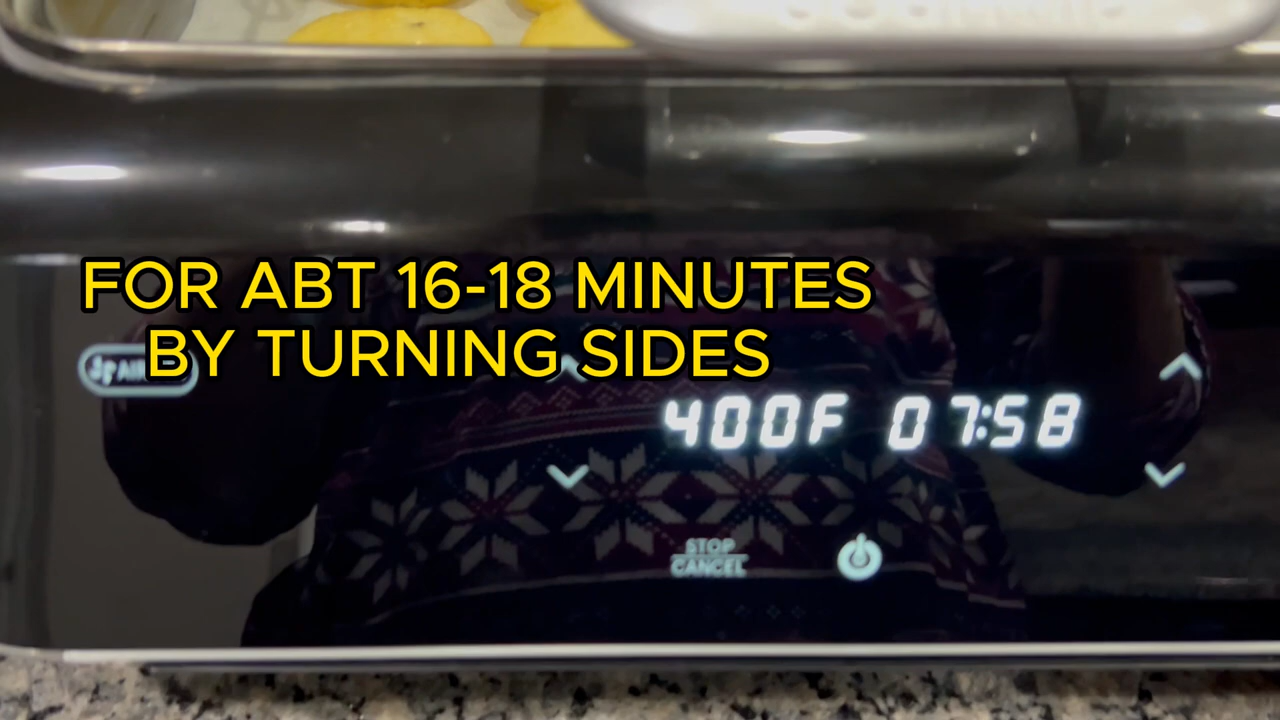 FOR ABT 16-18 MINUTES
BY TURNING SIDES
400F 07:58
STOP
CANCEL